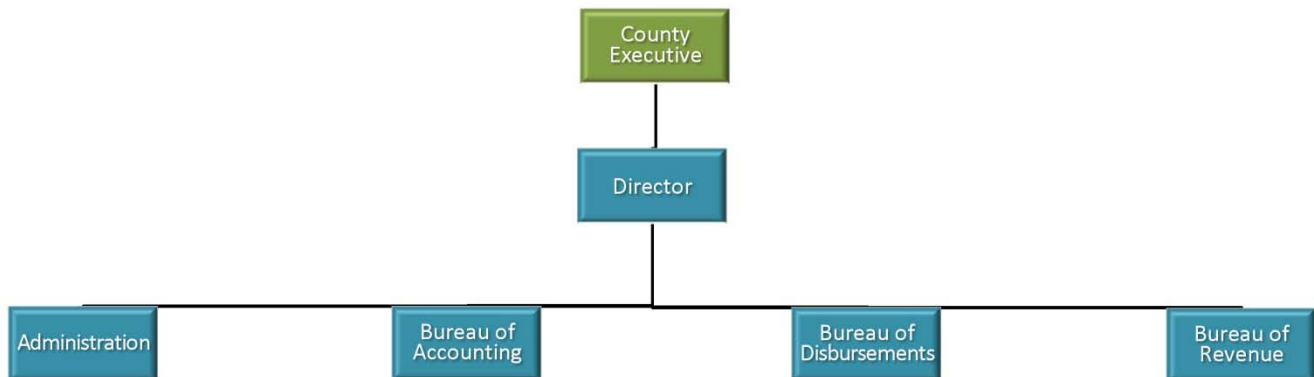 County
Executive
Director
Administration
Bureau of
Accounting
Bureau of
Disbursements
Bureau of
Revenue